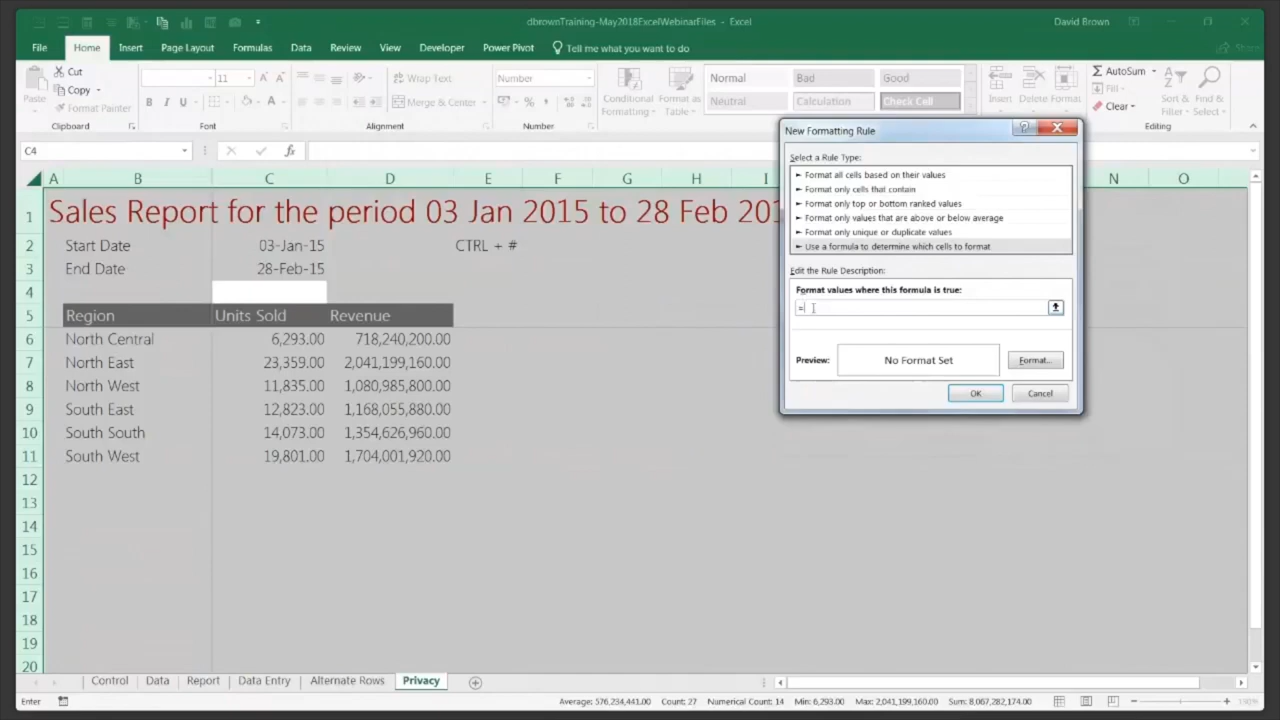 dbrownTraining-May2018ExcelWebinarFiles - Excel
David Brown
File Home Insert Page Layout Formulas Data Review View Developer Power Pivot Tell me what you want to do Share
Paste
Cut
Copy
Format Painter
Clipboard
11
B I U
Font
Wrap Text
Merge & Center
Alignment
Number
%
Number
Conditional Formatting
Format as Table
Normal Bad Good
Neutral Calculation Check Cell
Insert Delete Format
AutoSum
Fill
Clear
Sort & Filter
Find & Select
Editing
C4
fx
A B C D E F G H I N O
1 Sales Report for the period 03 Jan 2015 to 28 Feb 201
2 Start Date 03-Jan-15 CTRL + #
3 End Date 28-Feb-15
4
5 Region Units Sold Revenue
6 North Central 6,293.00 718,240,200.00
7 North East 23,359.00 2,041,199,160.00
8 North West 11,835.00 1,080,985,800.00
9 South East 12,823.00 1,168,055,880.00
10 South South 14,073.00 1,354,626,960.00
11 South West 19,801.00 1,704,001,920.00
12
13
14
15
16
17
18
19
20
New Formatting Rule
Select a Rule Type:
► Format all cells based on their values
► Format only cells that contain
► Format only top or bottom ranked values
► Format only values that are above or below average
► Format only unique or duplicate values
► Use a formula to determine which cells to format
Edit the Rule Description:
Format values where this formula is true:
=
Preview: No Format Set Format...
OK Cancel
Control Data Report Data Entry Alternate Rows Privacy
Enter Average: 576,234,441.00 Count: 27 Numerical Count: 14 Min: 6,293.00 Max: 2,041,199,160.00 Sum: 8,067,282,174.00